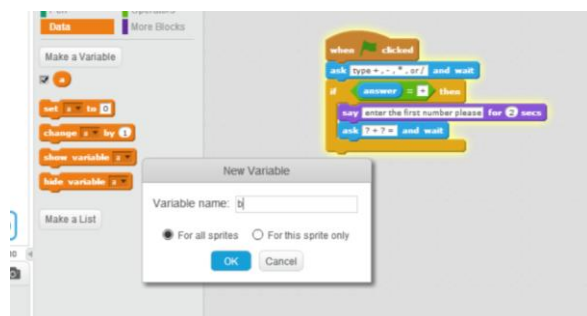 Data
More Blocks
Make a Variable
a
set a to 0
change a by 1
show variable a
hide variable a
Make a List
when clicked
ask type + , - , * , or / and wait
if answer = + then
say enter the first number please for 2 secs
ask ? + ? = and wait
New Variable
Variable name: b
For all sprites
For this sprite only
OK
Cancel